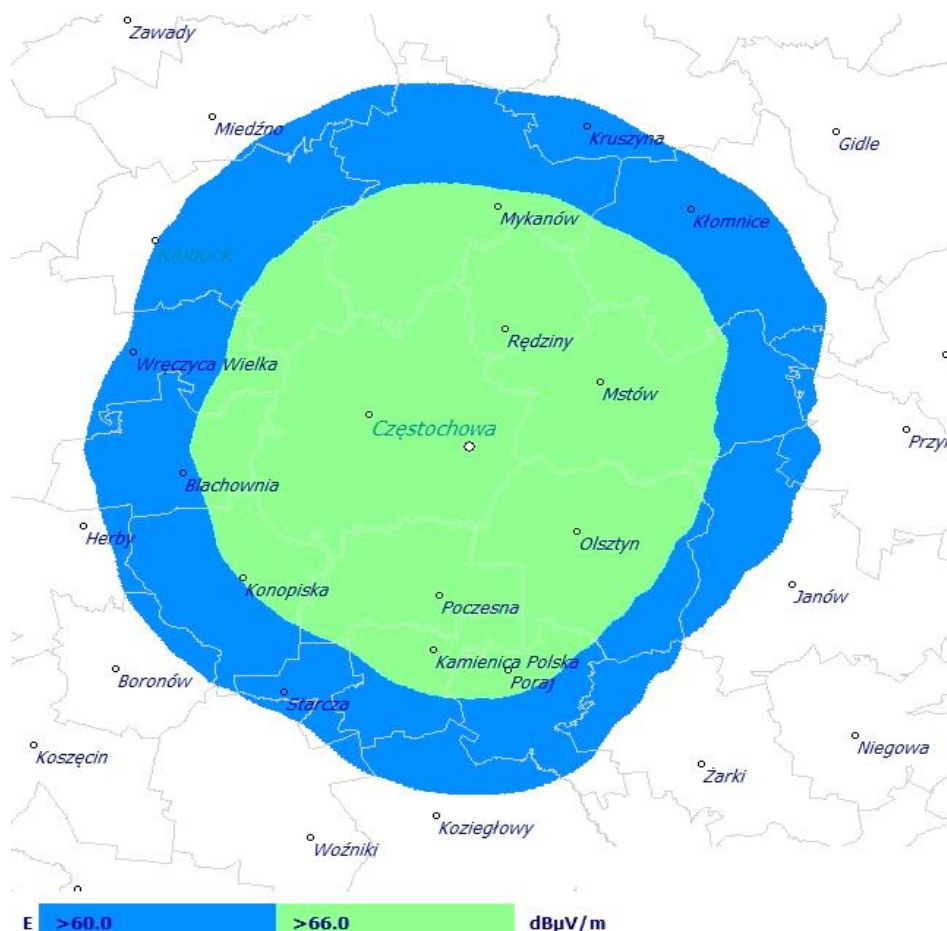 Zawady
Miedźno
Kruszyna
Gidle
Mykanów
Kłomnice
Kłobuck
Rędziny
Wręczyca Wielka
Mstów
Częstochowa
Przyr
Blachownia
Herby
Olsztyn
Konopiska
Janów
Poczesna
Kamienica Polska
Boronów
Poraj
Starcza
Koszęcin
Niegowa
Żarki
Koziegłowy
Woźniki
E >60.0 >66.0 dBµV/m